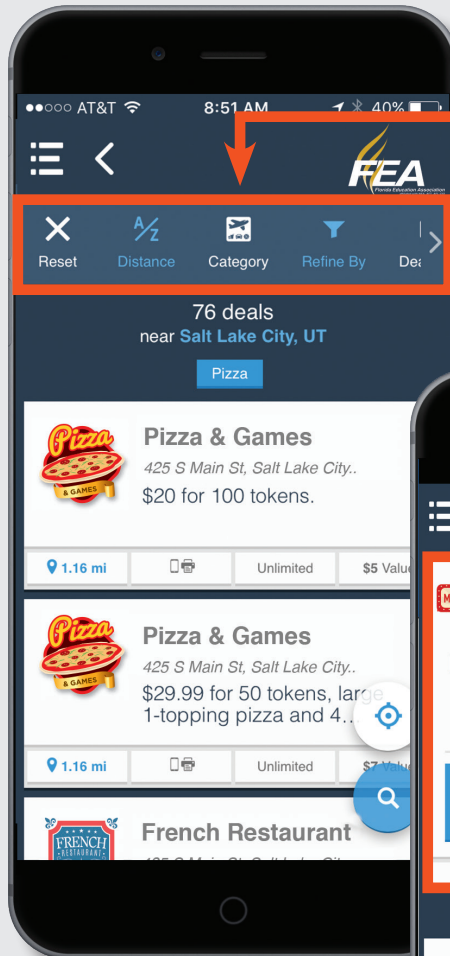 AT&T 8:51 AM 40%
FEA
Florida Education Association
A/Z
Reset Distance Category Refine By
76 deals
near Salt Lake City, UT
Pizza
Pizza
& GAMES
Pizza & Games
425 S Main St, Salt Lake City..
$20 for 100 tokens.
1.16 mi Unlimited $5 Value
Pizza
& GAMES
Pizza & Games
425 S Main St, Salt Lake City..
$29.99 for 50 tokens, large
1-topping pizza and 4...
1.16 mi Unlimited $7 Value
FRENCH
RESTAURANT
French Restaurant